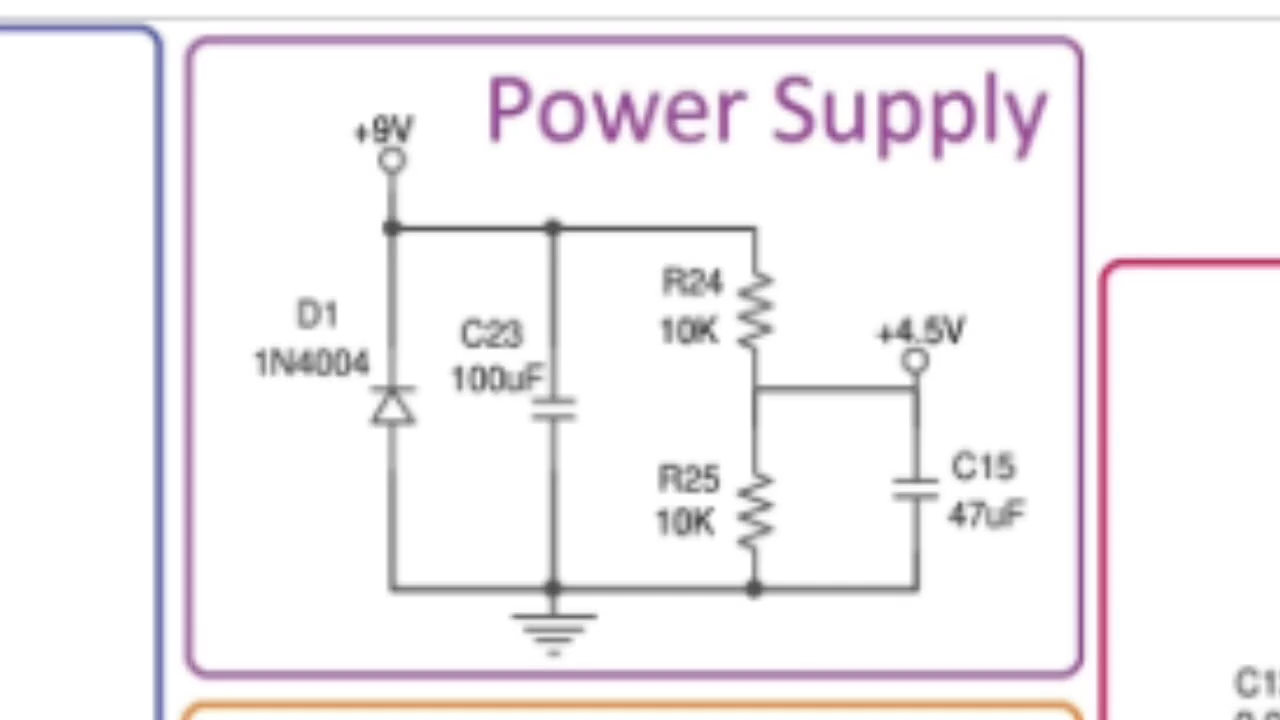 Power Supply
+9V
D1
1N4004
C23
100uF
R24
10K
+4.5V
R25
10K
C15
47uF